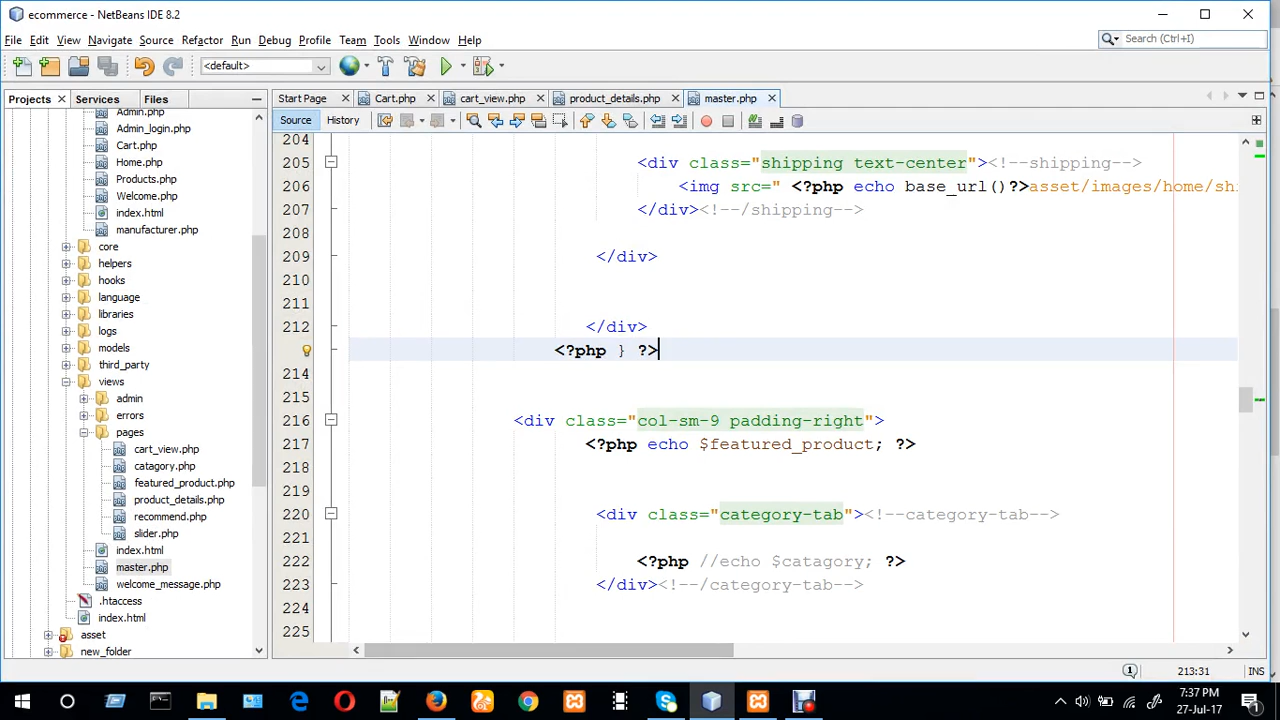 ecommerce - NetBeans IDE 8.2
File Edit View Navigate Source Refactor Run Debug Profile Team Tools Window Help
Search (Ctrl+I)
<default>
Projects Services Files
Start Page Cart.php cart_view.php product_details.php master.php
Source History
Admin.php
Admin_login.php
Cart.php
Home.php
Products.php
Welcome.php
index.html
manufacturer.php
core
helpers
hooks
language
libraries
logs
models
third_party
views
admin
errors
pages
cart_view.php
catagory.php
featured_product.php
product_details.php
recommend.php
slider.php
index.html
master.php
welcome_message.php
.htaccess
index.html
asset
new_folder
204
205 <div class="shipping text-center"><!--shipping-->
206 <img src=" <?php echo base_url()?>asset/images/home/shi
207 </div><!--/shipping-->
208
209 </div>
210
211
212 </div>
<?php } ?>
214
215
216 <div class="col-sm-9 padding-right">
217 <?php echo $featured_product; ?>
218
219
220 <div class="category-tab"><!--category-tab-->
221
222 <?php //echo $catagory; ?>
223 </div><!--/category-tab-->
224
225
213:31 INS
7:37 PM
27-Jul-17